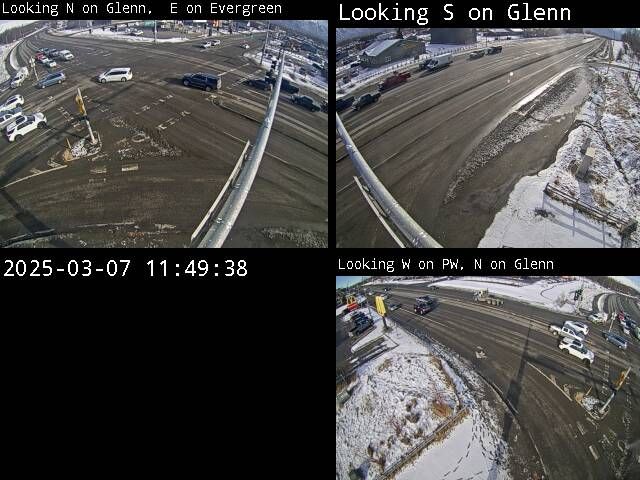 Looking N on Glenn,  E on Evergreen
Looking S on Glenn
2025-03-07 11:49:38
Looking W on PW, N on Glenn